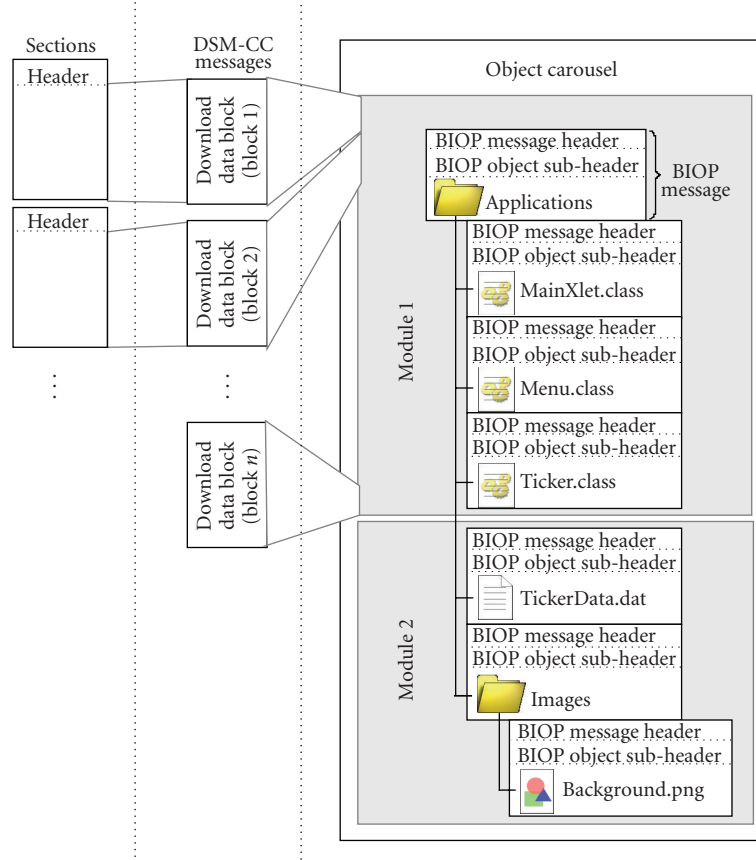 Sections
Header
Header
⋮
DSM-CC
messages
Download
data block
(block 1)
Download
data block
(block 2)
⋮
Download
data block
(block n)
Object carousel
Module 1
BIOP message header
BIOP object sub-header
Applications
BIOP
message
BIOP message header
BIOP object sub-header
MainXlet.class
BIOP message header
BIOP object sub-header
Menu.class
BIOP message header
BIOP object sub-header
Ticker.class
Module 2
BIOP message header
BIOP object sub-header
TickerData.dat
BIOP message header
BIOP object sub-header
Images
BIOP message header
BIOP object sub-header
Background.png